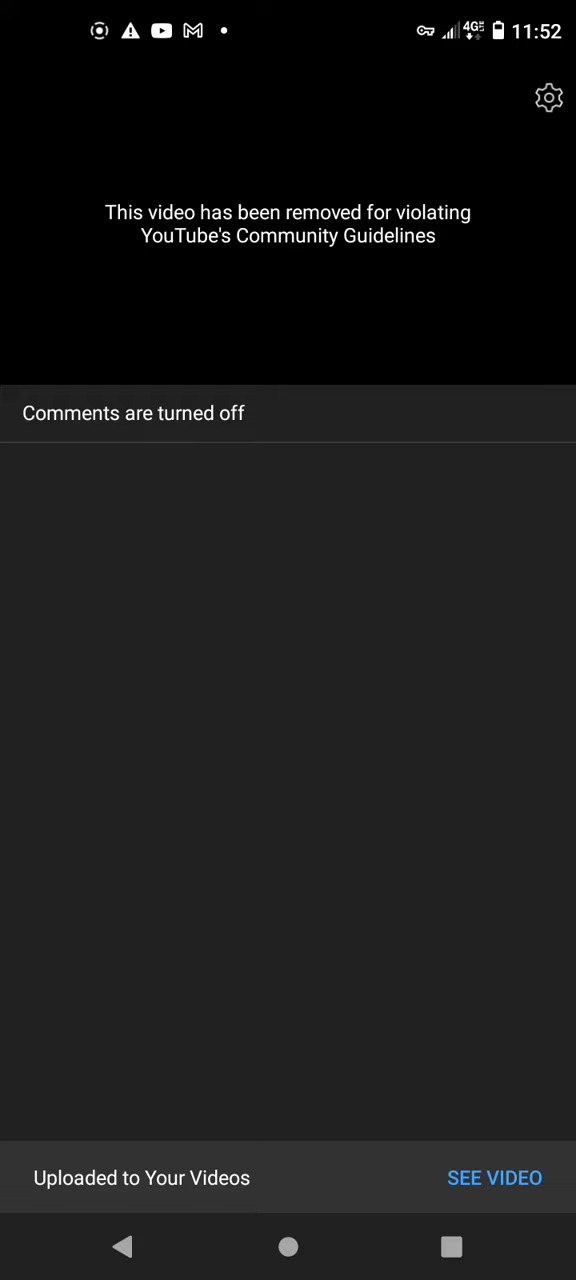 4GE 11:52
This video has been removed for violating
YouTube's Community Guidelines
Comments are turned off
Uploaded to Your Videos SEE VIDEO